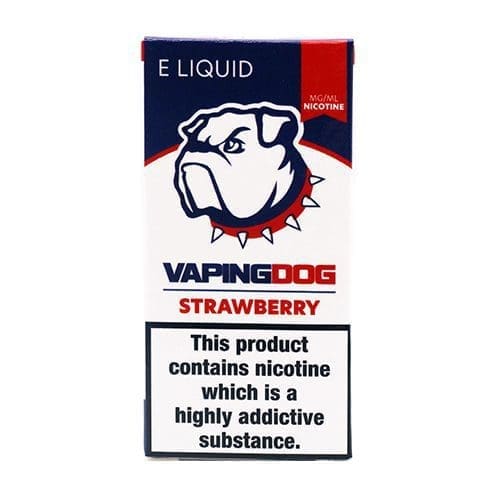 E LIQUID
MG/ML
NICOTINE
VAPINGDOG
STRAWBERRY
This product
contains nicotine
which is a
highly addictive
substance.